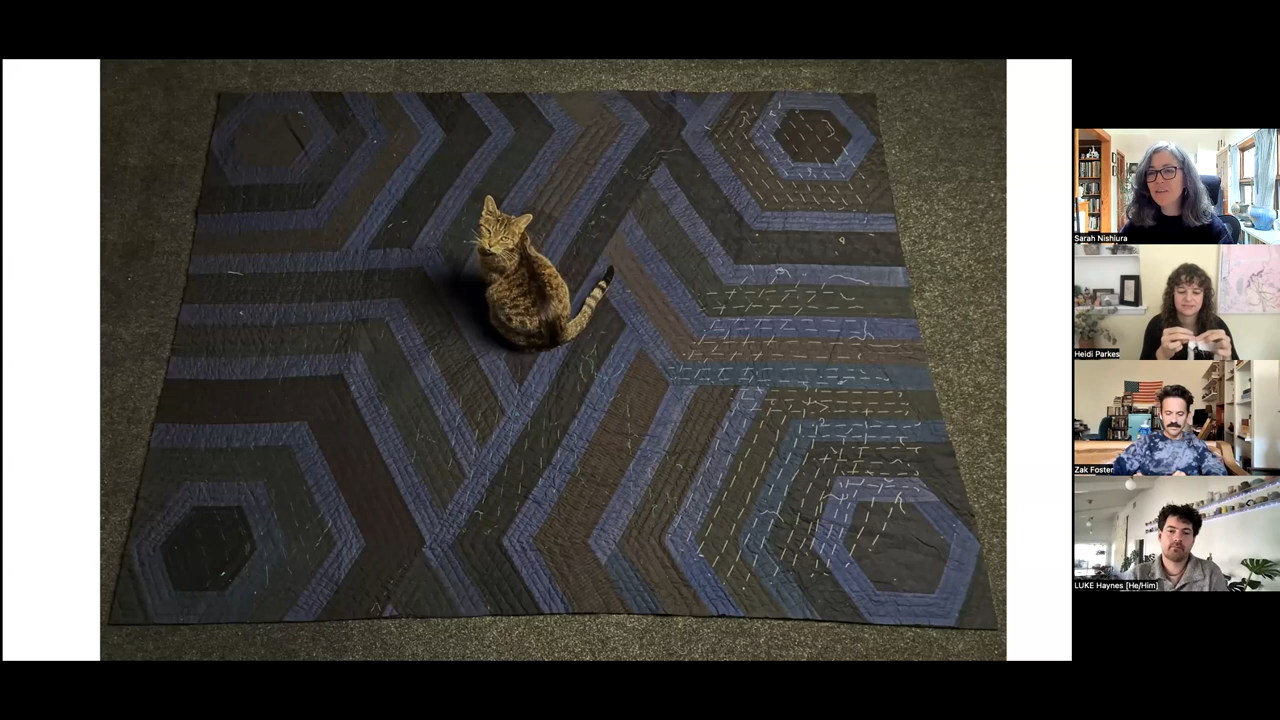 Sarah Nishiura
Heidi Parkes
Zak Foster
LUKE Haynes [He/Him]